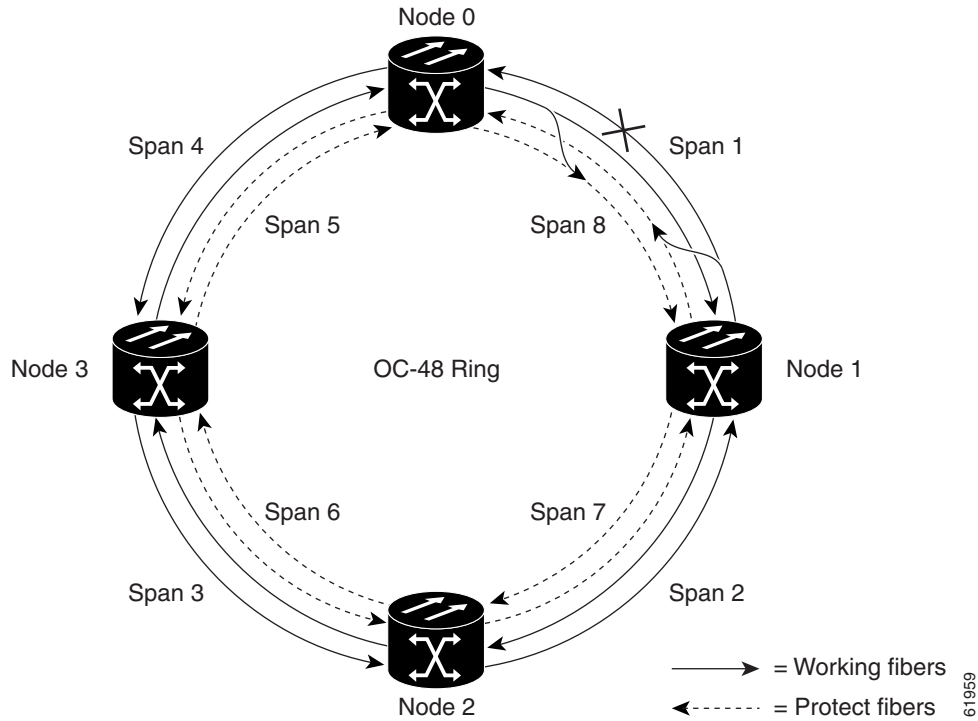 Node 0
Span 4
Span 1
Span 5
Span 8
Node 3
OC-48 Ring
Node 1
Span 6
Span 7
Span 3
Span 2
Node 2
= Working fibers
= Protect fibers
61959